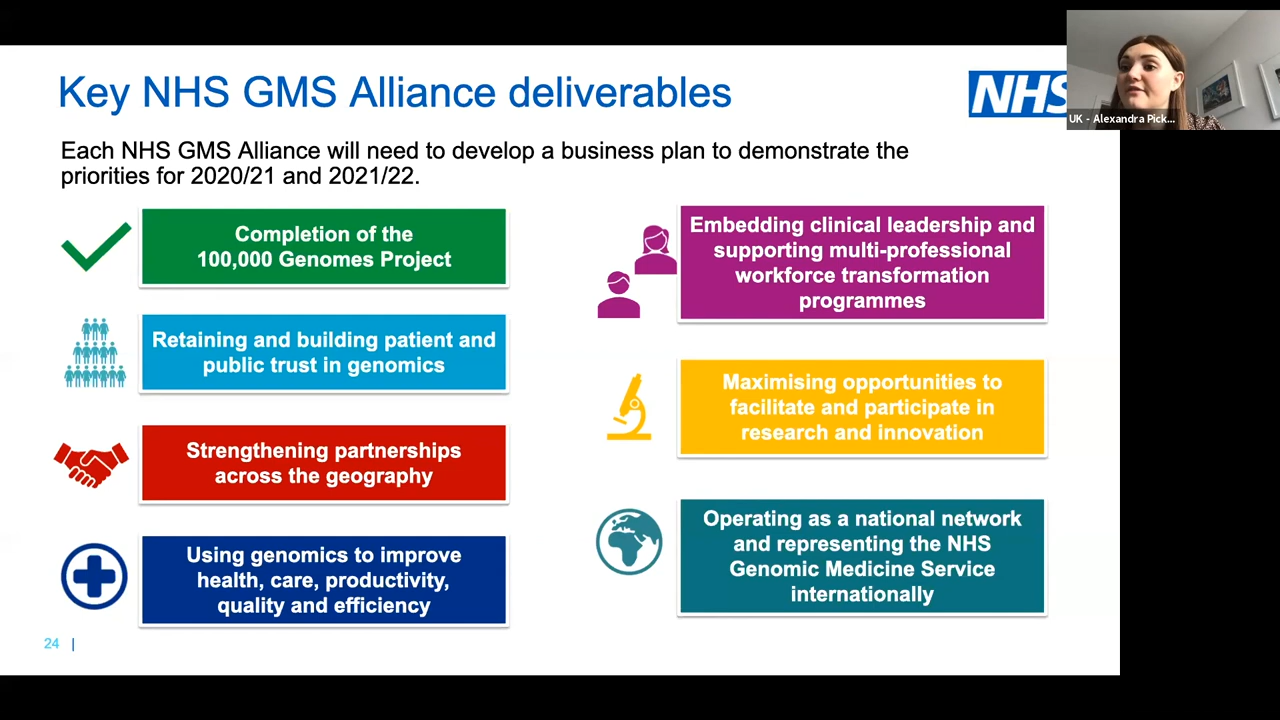 Key NHS GMS Alliance deliverables
NHS
UK - Alexandra Pick...
Each NHS GMS Alliance will need to develop a business plan to demonstrate the
priorities for 2020/21 and 2021/22.
Completion of the
100,000 Genomes Project
Retaining and building patient and
public trust in genomics
Strengthening partnerships
across the geography
Using genomics to improve
health, care, productivity,
quality and efficiency
Embedding clinical leadership and
supporting multi-professional
workforce transformation
programmes
Maximising opportunities to
facilitate and participate in
research and innovation
Operating as a national network
and representing the NHS
Genomic Medicine Service
internationally
24 |